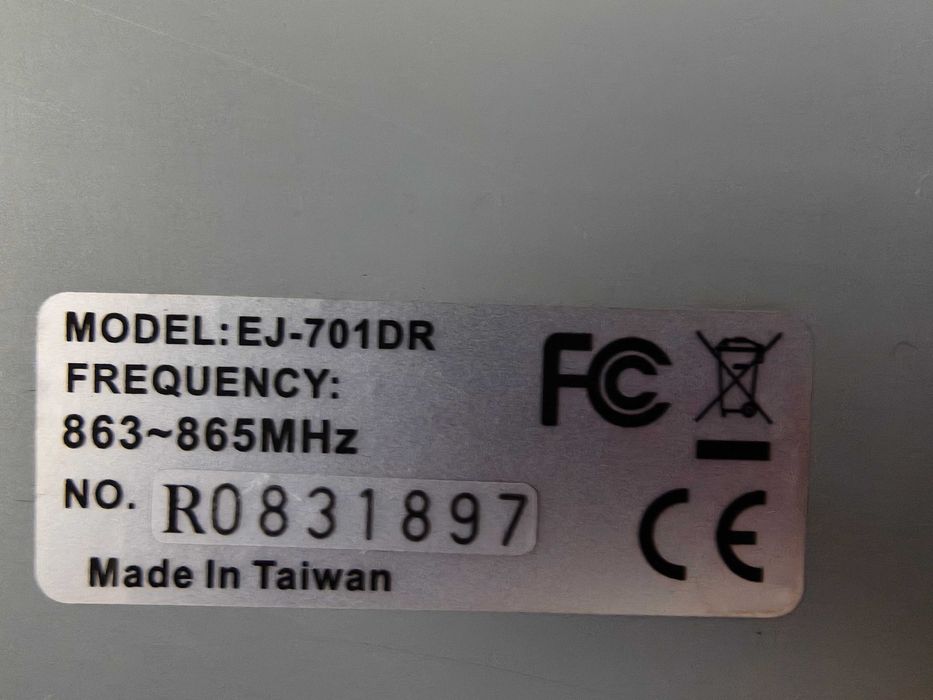 MODEL: EJ-701DR
FREQUENCY:
863~865MHz
NO. R0831897
Made In Taiwan
FC
CE